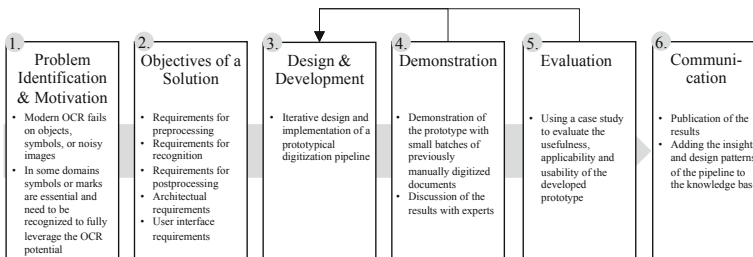 1.
Problem
Identification
& Motivation
• Modern OCR fails
on objects,
symbols, or noisy
images
• In some domains
symbols or marks
are essential and
need to be
recognized to fully
leverage the OCR
potential
2.
Objectives of a
Solution
• Requirements for
preprocessing
• Requirements for
recognition
• Requirements for
postprocessing
• Architectual
requirements
• User interface
requirements
3.
Design &
Development
• Iterative design and
implementation of a
prototypical
digitization pipeline
4.
Demonstration
• Demonstration of
the prototype with
small batches of
previously
manually digitized
documents
• Discussion of the
results with experts
5.
Evaluation
• Using a case study
to evaluate the
usefulness,
applicability and
usability of the
developed
prototype
6.
Communi-
cation
• Publication of the
results
• Adding the insight
and design pattern
of the pipeline to
the knowledge bas